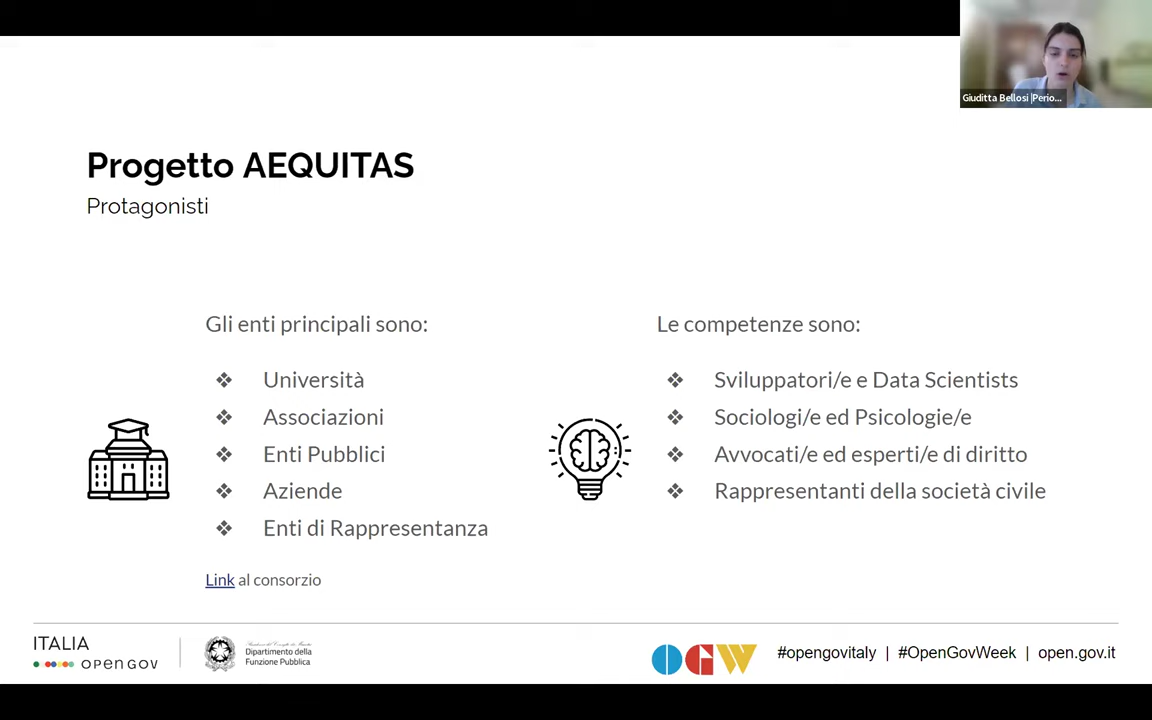 Giuditta Bellosi |Perio...
Progetto AEQUITAS
Protagonisti
Gli enti principali sono:
❖ Università
❖ Associazioni
❖ Enti Pubblici
❖ Aziende
❖ Enti di Rappresentanza
Link al consorzio
Le competenze sono:
❖ Sviluppatori/e e Data Scientists
❖ Sociologi/e ed Psicologie/e
❖ Avvocati/e ed esperti/e di diritto
❖ Rappresentanti della società civile
ITALIA
OPEN GOV
Dipartimento della
Funzione Pubblica
OGW
#opengovitaly | #OpenGovWeek | open.gov.it